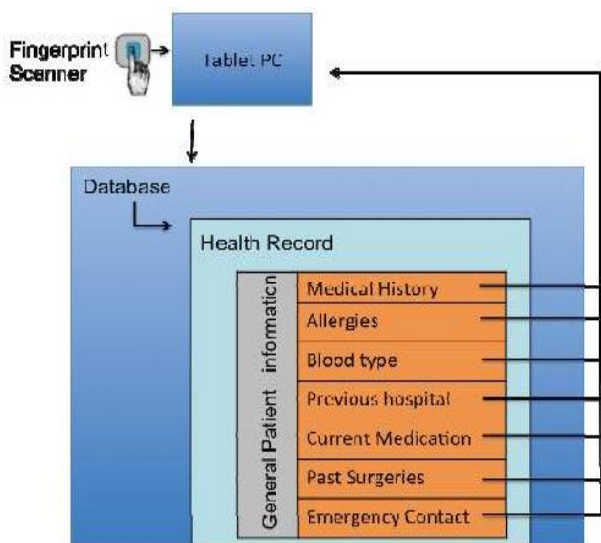 Fingerprint
Scanner
Tablet PC
Database
Health Record
General Patient information
Medical History
Allergies
Blood type
Previous hospital
Current Medication
Past Surgeries
Emergency Contact